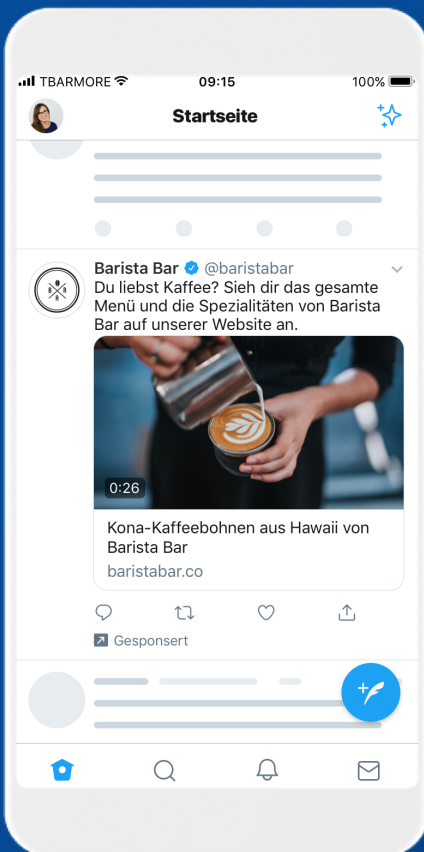 TBARMORE 09:15 100%
Startseite
Barista Bar @baristabar
Du liebst Kaffee? Sieh dir das gesamte
Menü und die Spezialitäten von Barista
Bar auf unserer Website an.
0:26
Kona-Kaffeebohnen aus Hawaii von
Barista Bar
baristabar.co
Gesponsert